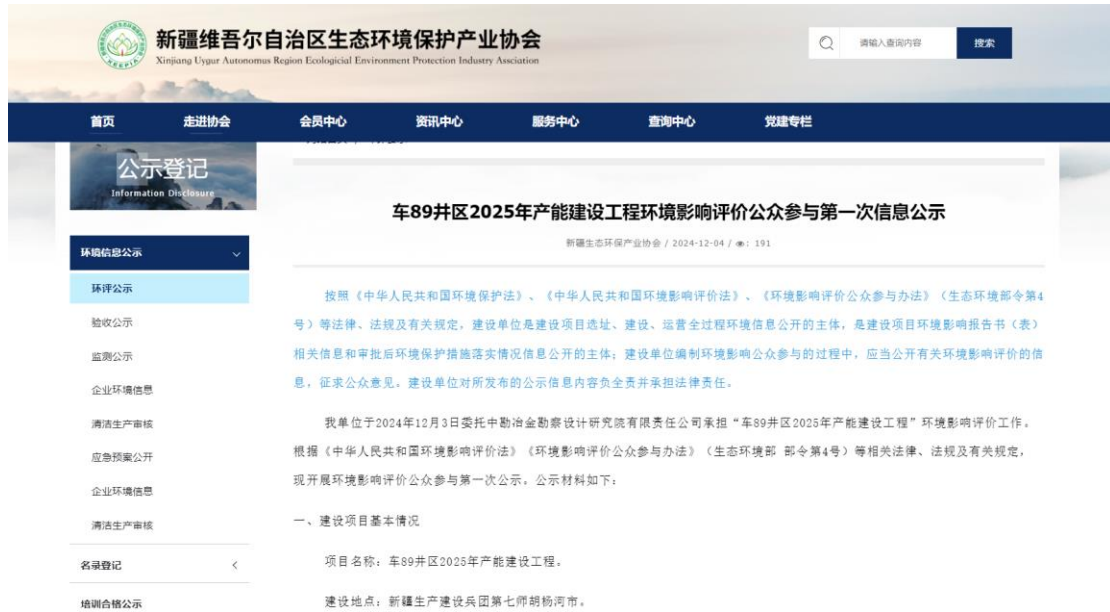 新疆维吾尔自治区生态环境保护产业协会
Xinjiang Uygur Autonomus Region Ecologicial Environment Protection Industry Assciation
请输入查询内容
搜索
首页 走进协会 会员中心 资讯中心 服务中心 查询中心 党建专栏
公示登记
Information Disclosure
环境信息公示
环评公示
验收公示
监测公示
企业环境信息
清洁生产审核
应急预案公开
企业环境信息
清洁生产审核
名录登记
培训合格公示
车89井区2025年产能建设工程环境影响评价公众参与第一次信息公示
新疆生态环保产业协会 / 2024-12-04 / : 191
按照《中华人民共和国环境保护法》、《中华人民共和国环境影响评价法》、《环境影响评价公众参与办法》（生态环境部令第4
号）等法律、法规及有关规定，建设单位是建设项目选址、建设、运营全过程环境信息公开的主体，是建设项目环境影响报告书（表）
相关信息和审批后环境保护措施落实情况信息公开的主体；建设单位编制环境影响公众参与的过程中，应当公开有关环境影响评价的信
息，征求公众意见。建设单位对所发布的公示信息内容负全责并承担法律责任。
我单位于2024年12月3日委托中勘冶金勘察设计研究院有限责任公司承担“车89井区2025年产能建设工程”环境影响评价工作。
根据《中华人民共和国环境影响评价法》《环境影响评价公众参与办法》（生态环境部 部令第4号）等相关法律、法规及有关规定，
现开展环境影响评价公众参与第一次公示。公示材料如下：
一、建设项目基本情况
项目名称：车89井区2025年产能建设工程。
建设地点：新疆生产建设兵团第七师胡杨河市。